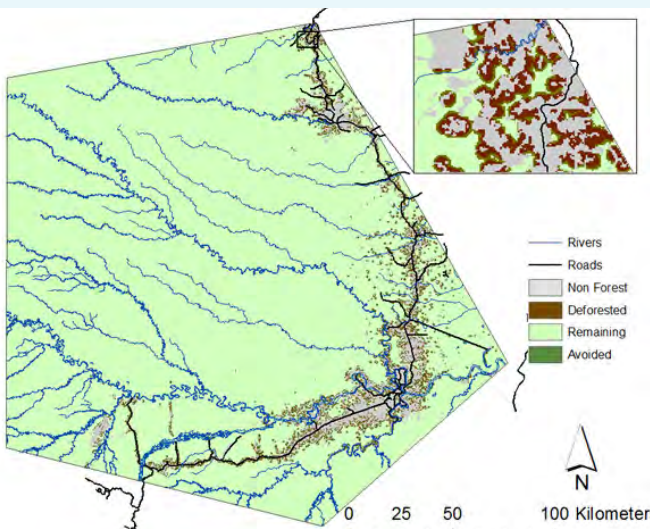 Rivers
Roads
Non Forest
Deforested
Remaining
Avoided
N
0 25 50 100 Kilometer